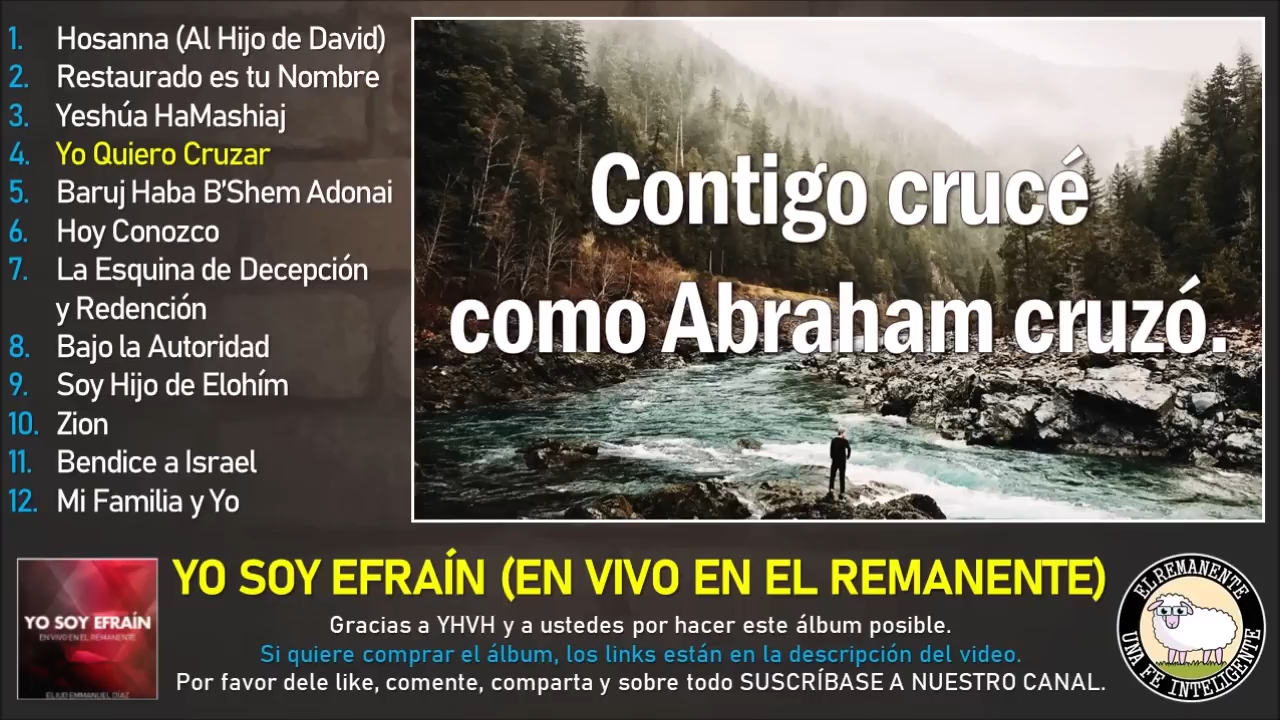 1. Hosanna (Al Hijo de David)
2. Restaurado es tu Nombre
3. Yeshúa HaMashiaj
4. Yo Quiero Cruzar
5. Baruj Haba B'Shem Adonai
6. Hoy Conozco
7. La Esquina de Decepción
y Redención
8. Bajo la Autoridad
9. Soy Hijo de Elohím
10. Zion
11. Bendice a Israel
12. Mi Familia y Yo
Contigo crucé
como Abraham cruzó.
YO SOY EFRAÍN
EN VIVO EN EL REMANENTE
ELIUD EMMANUEL DÍAZ
YO SOY EFRAÍN (EN VIVO EN EL REMANENTE)
Gracias a YHVH y a ustedes por hacer este álbum posible.
Si quiere comprar el álbum, los links están en la descripción del video.
Por favor dele like, comente, comparta y sobre todo SUSCRÍBASE A NUESTRO CANAL.
EL REMANENTE
UNA FE INTELIGENTE